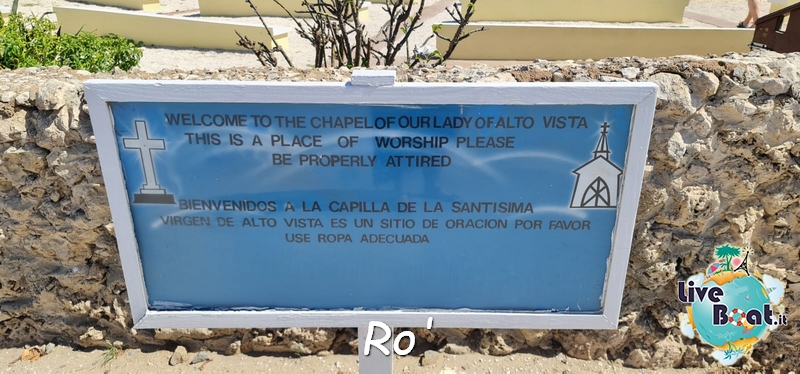 WELCOME TO THE CHAPEL OF OUR LADY OF ALTO VISTA
THIS IS A PLACE OF WORSHIP PLEASE
BE PROPERLY ATTIRED
BIENVENIDOS A LA CAPILLA DE LA SANTISIMA
VIRGEN DE ALTO VISTA ES UN SITIO DE ORACION POR FAVOR
USE ROPA ADECUADA
Live
Boat.it
Ro'